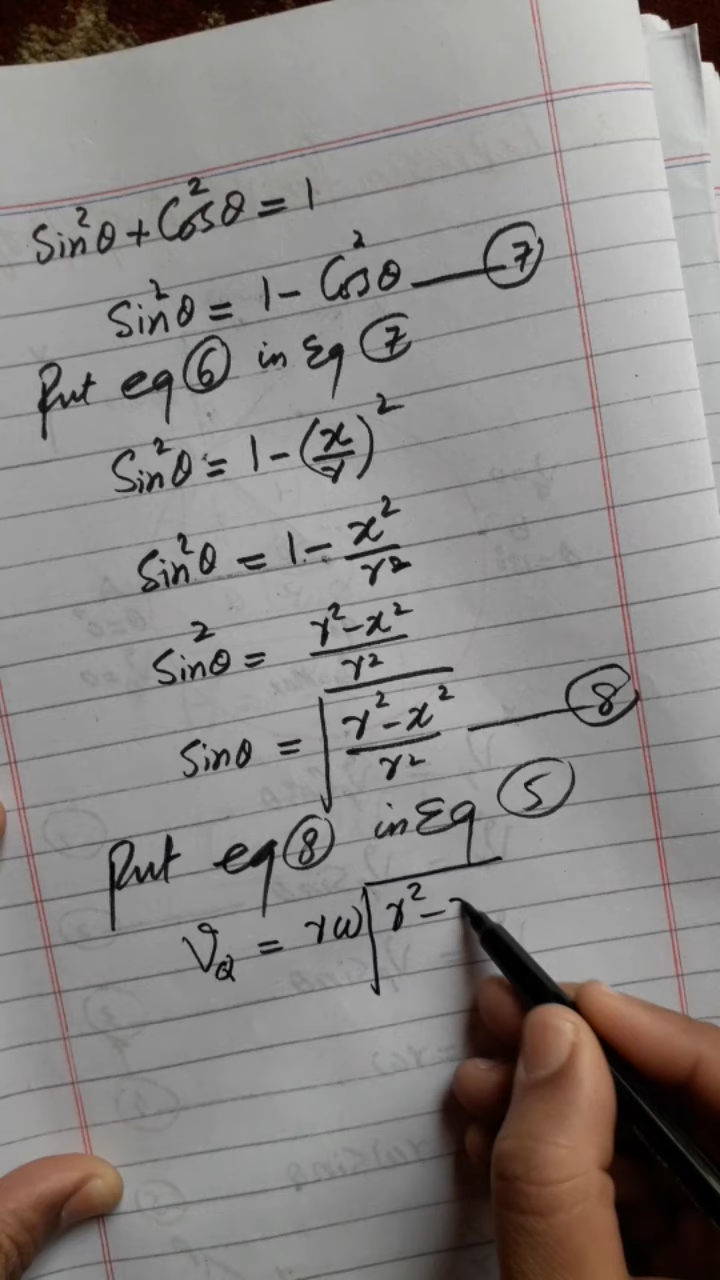 Sin²θ + Cos²θ = 1
Sin²θ = 1 - Cos²θ — 7
Put eq 6 in Eq 7
Sin²θ = 1 - (x/r)²
Sin²θ = 1 - x²/r²
Sin²θ = r²-x²/r²
Sinθ = √(r²-x²/r²) — 8
Put eq 8 in Eq 5
V_Q = rω√r² -